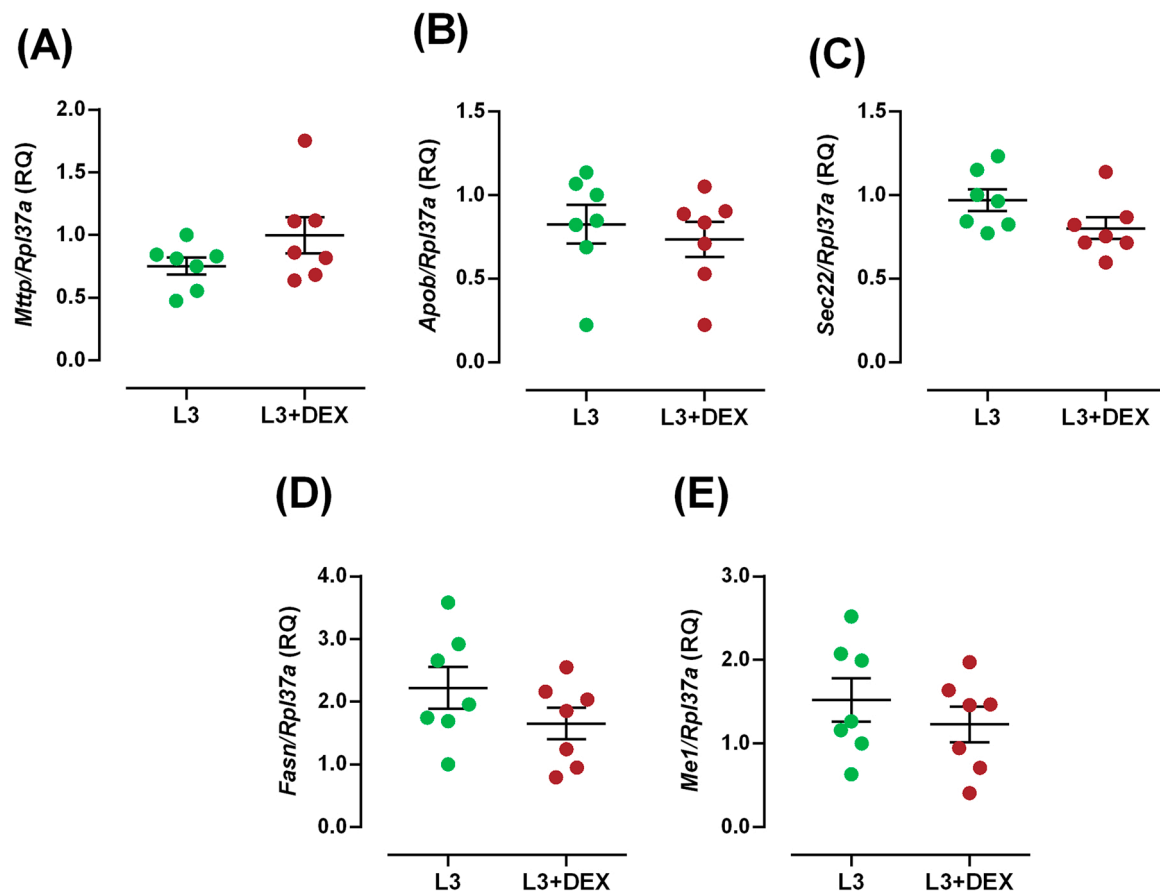 (A)
Mttp/Rpl37a (RQ)
2.0
1.5
1.0
0.5
0.0
L3
L3+DEX
(B)
Apob/Rpl37a (RQ)
1.5
1.0
0.5
0.0
L3
L3+DEX
(C)
Sec22/Rpl37a (RQ)
1.5
1.0
0.5
0.0
L3
L3+DEX
(D)
Fasn/Rpl37a (RQ)
4.0
3.0
2.0
1.0
0.0
L3
L3+DEX
(E)
Me1/Rpl37a (RQ)
3.0
2.0
1.0
0.0
L3
L3+DEX